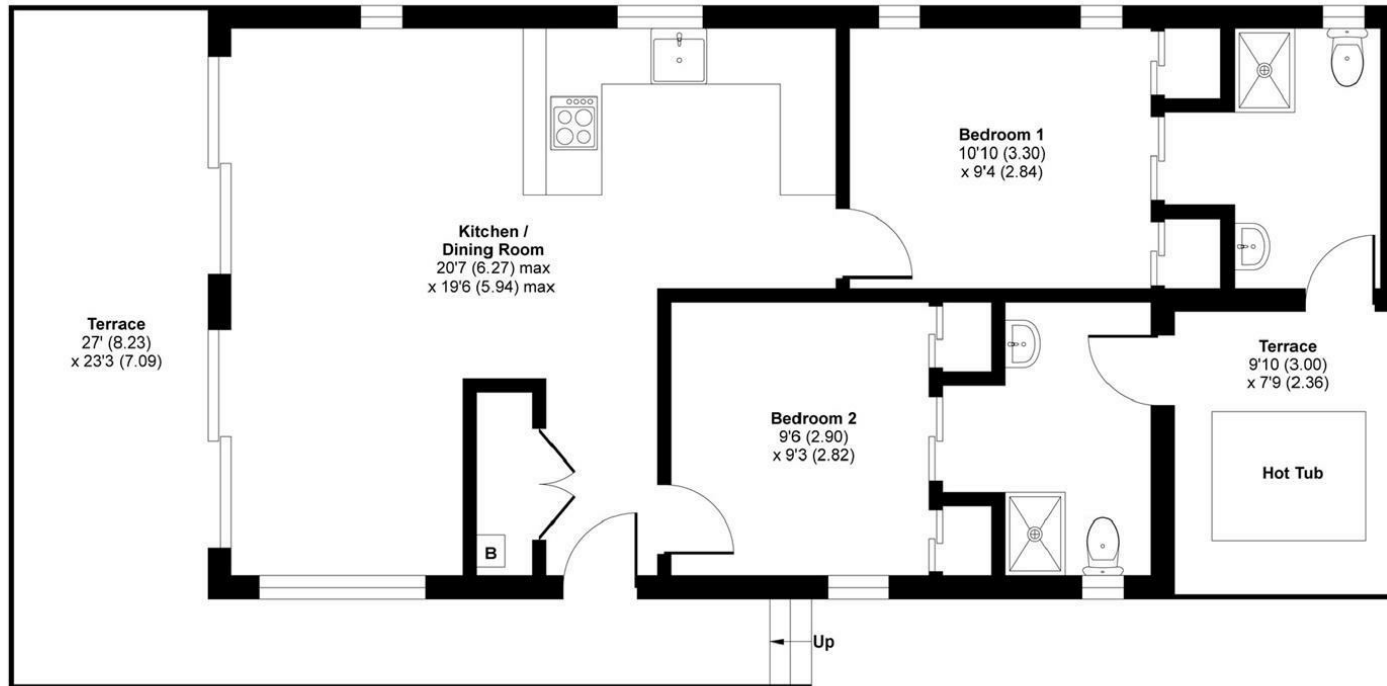 Bedroom 1
10'10 (3.30)
x 9'4 (2.84)
Kitchen /
Dining Room
20'7 (6.27) max
x 19'6 (5.94) max
Terrace
27' (8.23)
x 23'3 (7.09)
Terrace
9'10 (3.00)
x 7'9 (2.36)
Bedroom 2
9'6 (2.90)
x 9'3 (2.82)
Hot Tub
B
Up